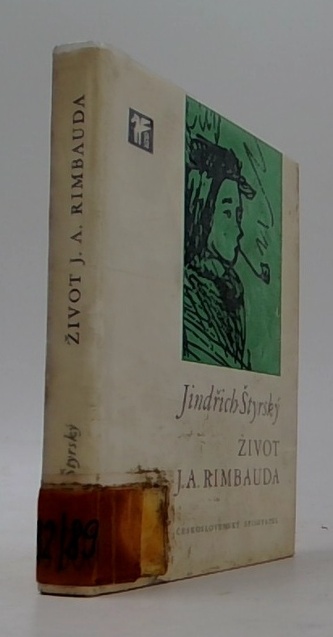 ŽIVOT J. A. RIMBAUDA
Štyrský
Jindřich Štyrský
ŽIVOT
J.A. RIMBAUDA
ČESKOSLOVENSKÝ SPISOVATEL